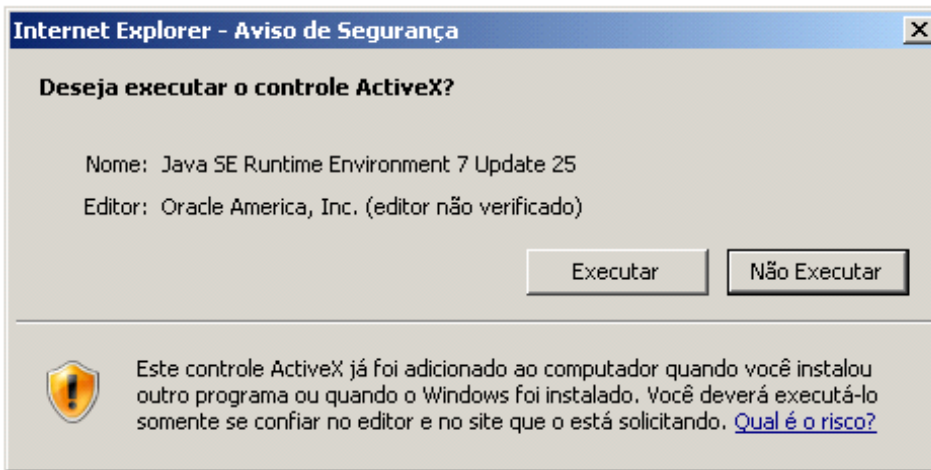 Internet Explorer - Aviso de Segurança
Deseja executar o controle ActiveX?
Nome: Java SE Runtime Environment 7 Update 25
Editor: Oracle America, Inc. (editor não verificado)
Executar
Não Executar
Este controle ActiveX já foi adicionado ao computador quando você instalou
outro programa ou quando o Windows foi instalado. Você deverá executá-lo
somente se confiar no editor e no site que o está solicitando. Qual é o risco?